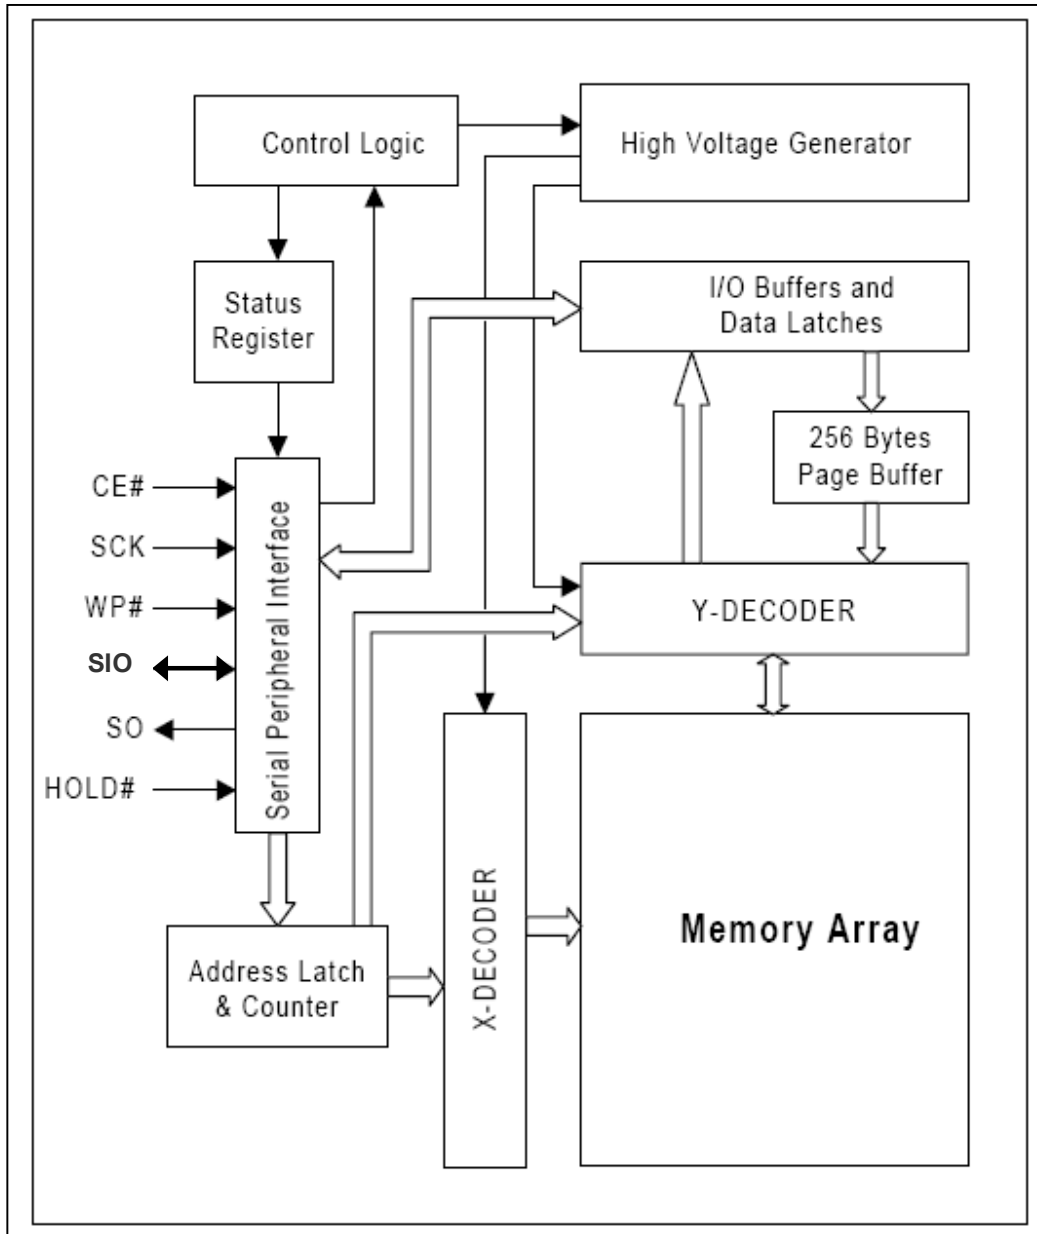 Control Logic
High Voltage Generator
Status
Register
I/O Buffers and
Data Latches
256 Bytes
Page Buffer
CE#
SCK
WP#
SIO
SO
HOLD#
Serial Peripheral Interface
Y-DECODER
Address Latch
& Counter
X-DECODER
Memory Array